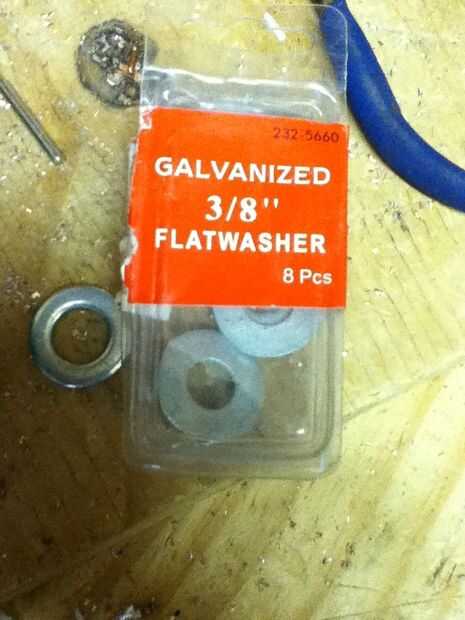 232-5660
GALVANIZED
3/8"
FLATWASHER
8 Pcs